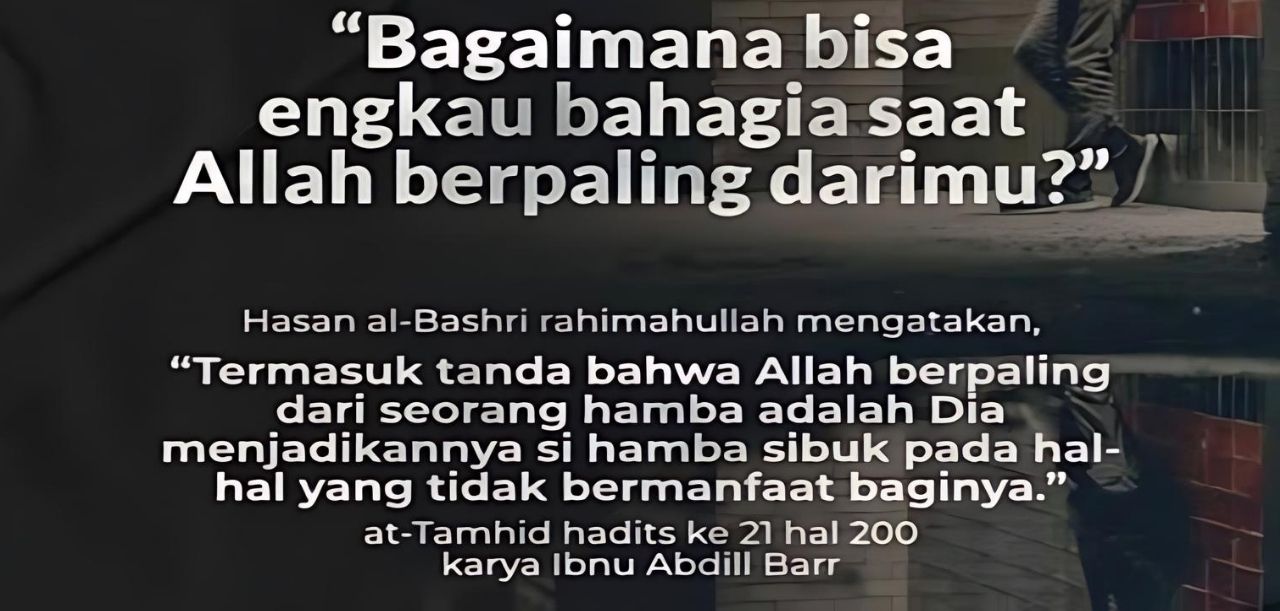 “Bagaimana bisa
engkau bahagia saat
Allah berpaling darimu?”
Hasan al-Bashri rahimahullah mengatakan,
“Termasuk tanda bahwa Allah berpaling
dari seorang hamba adalah Dia
menjadikannya si hamba sibuk pada hal-
hal yang tidak bermanfaat baginya.”
at-Tamhid hadits ke 21 hal 200
karya Ibnu Abdill Barr